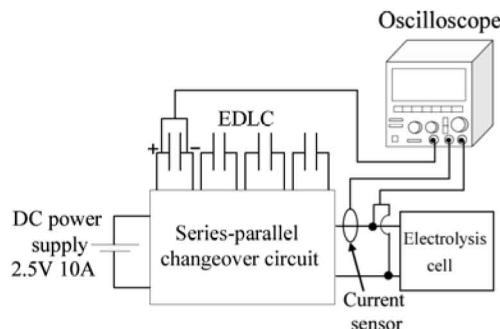 Oscilloscope
EDLC
+ −
DC power
supply
2.5V 10A
Series-parallel
changeover circuit
Electrolysis
cell
Current
sensor